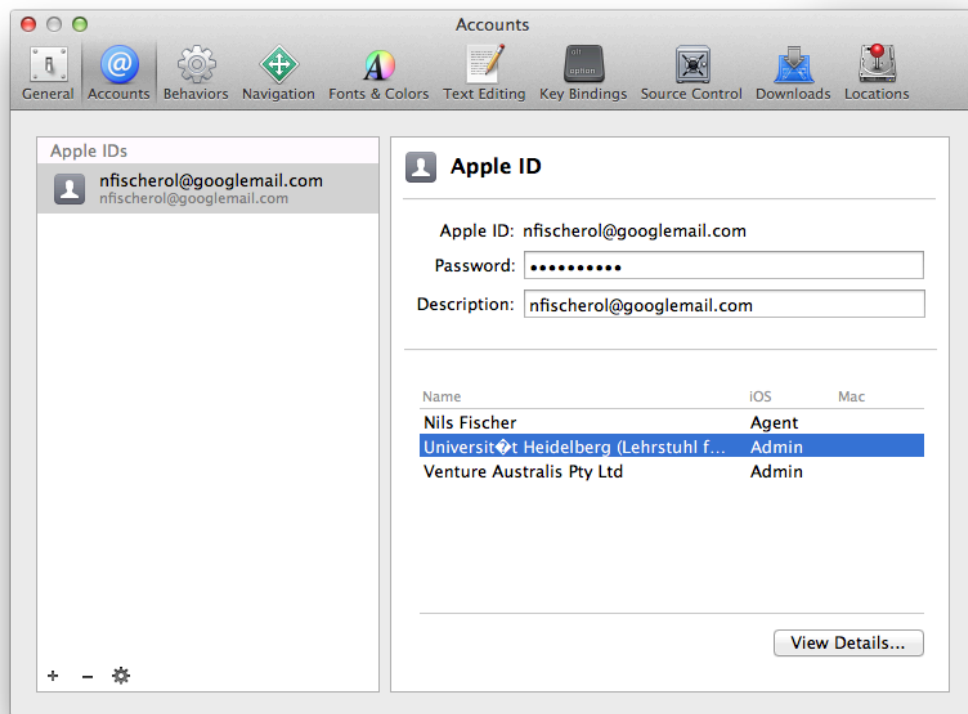 Accounts
General Accounts Behaviors Navigation Fonts & Colors Text Editing Key Bindings Source Control Downloads Locations
alt
option
Apple IDs
nfischerol@googlemail.com
nfischerol@googlemail.com
Apple ID
Apple ID: nfischerol@googlemail.com
Password: ••••••••••
Description: nfischerol@googlemail.com
Name iOS Mac
Nils Fischer Agent
Universit�t Heidelberg (Lehrstuhl f... Admin
Venture Australis Pty Ltd Admin
View Details...